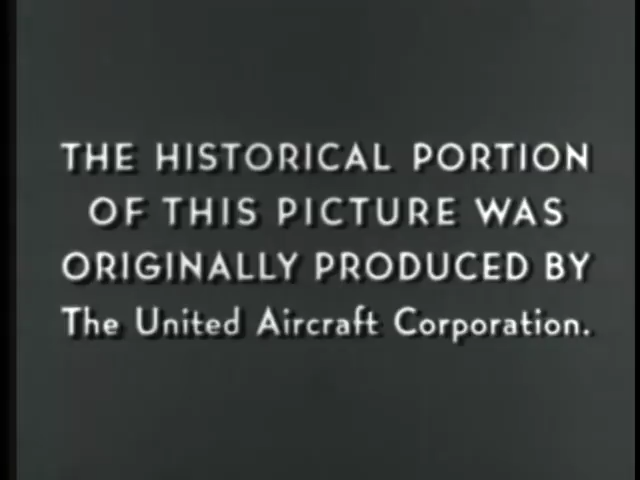 THE HISTORICAL PORTION
OF THIS PICTURE WAS
ORIGINALLY PRODUCED BY
The United Aircraft Corporation.